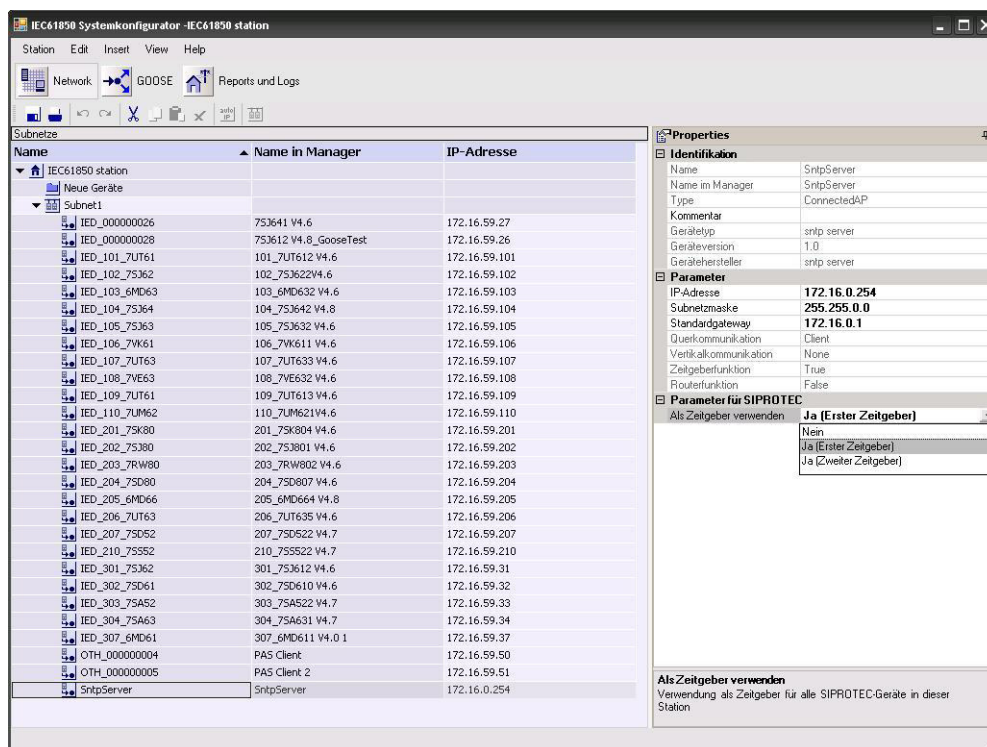 IEC61850 Systemkonfigurator -IEC61850 station
Station Edit Insert View Help
Network GOOSE Reports und Logs
Subnetze
Name Name in Manager IP-Adresse
IEC61850 station
Neue Geräte
Subnet1
IED_000000026 7SJ641 V4.6 172.16.59.27
IED_000000028 7SJ612 V4.8_GooseTest 172.16.59.26
IED_101_7UT61 101_7UT612 V4.6 172.16.59.101
IED_102_7SJ62 102_7SJ622V4.6 172.16.59.102
IED_103_6MD63 103_6MD632 V4.6 172.16.59.103
IED_104_7SJ64 104_7SJ642 V4.8 172.16.59.104
IED_105_7SJ63 105_7SJ632 V4.6 172.16.59.105
IED_106_7VK61 106_7VK611 V4.6 172.16.59.106
IED_107_7UT63 107_7UT633 V4.6 172.16.59.107
IED_108_7VE63 108_7VE632 V4.6 172.16.59.108
IED_109_7UT61 109_7UT613 V4.6 172.16.59.109
IED_110_7UM62 110_7UM621V4.6 172.16.59.110
IED_201_7SK80 201_7SK804 V4.6 172.16.59.201
IED_202_7SJ80 202_7SJ801 V4.6 172.16.59.202
IED_203_7RW80 203_7RW802 V4.6 172.16.59.203
IED_204_7SD80 204_7SD807 V4.6 172.16.59.204
IED_205_6MD66 205_6MD664 V4.8 172.16.59.205
IED_206_7UT63 206_7UT635 V4.6 172.16.59.206
IED_207_7SD52 207_7SD522 V4.7 172.16.59.207
IED_210_7SS52 210_7SS522 V4.7 172.16.59.210
IED_301_7SJ62 301_7SJ612 V4.6 172.16.59.31
IED_302_7SD61 302_7SD610 V4.6 172.16.59.32
IED_303_7SA52 303_7SA522 V4.7 172.16.59.33
IED_304_7SA63 304_7SA631 V4.7 172.16.59.34
IED_307_6MD61 307_6MD611 V4.0 1 172.16.59.37
OTH_000000004 PAS Client 172.16.59.50
OTH_000000005 PAS Client 2 172.16.59.51
SntpServer SntpServer 172.16.0.254
Properties
Identifikation
Name SntpServer
Name im Manager SntpServer
Type ConnectedAP
Kommentar
Gerätetyp sntp server
Geräteversion 1.0
Gerätehersteller sntp server
Parameter
IP-Adresse 172.16.0.254
Subnetzmaske 255.255.0.0
Standardgateway 172.16.0.1
Querkommunikation Client
Vertikalkommunikation None
Zeitgeberfunktion True
Routerfunktion False
Parameter für SIPROTEC
Als Zeitgeber verwenden Ja (Erster Zeitgeber)
Nein
Ja (Erster Zeitgeber)
Ja (Zweiter Zeitgeber)
Als Zeitgeber verwenden
Verwendung als Zeitgeber für alle SIPROTEC-Geräte in dieser
Station